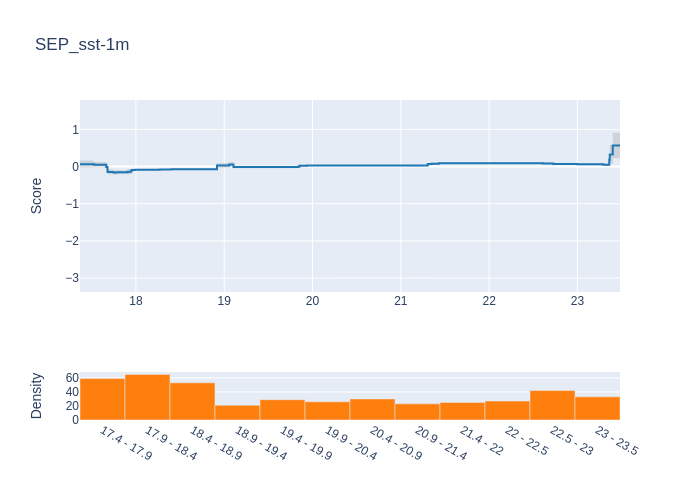 SEP_sst-1m
Score
1
0
−1
−2
−3
18 19 20 21 22 23
Density
60
40
20
0
17.4 - 17.9
17.9 - 18.4
18.4 - 18.9
18.9 - 19.4
19.4 - 19.9
19.9 - 20.4
20.4 - 20.9
20.9 - 21.4
21.4 - 22
22 - 22.5
22.5 - 23
23 - 23.5